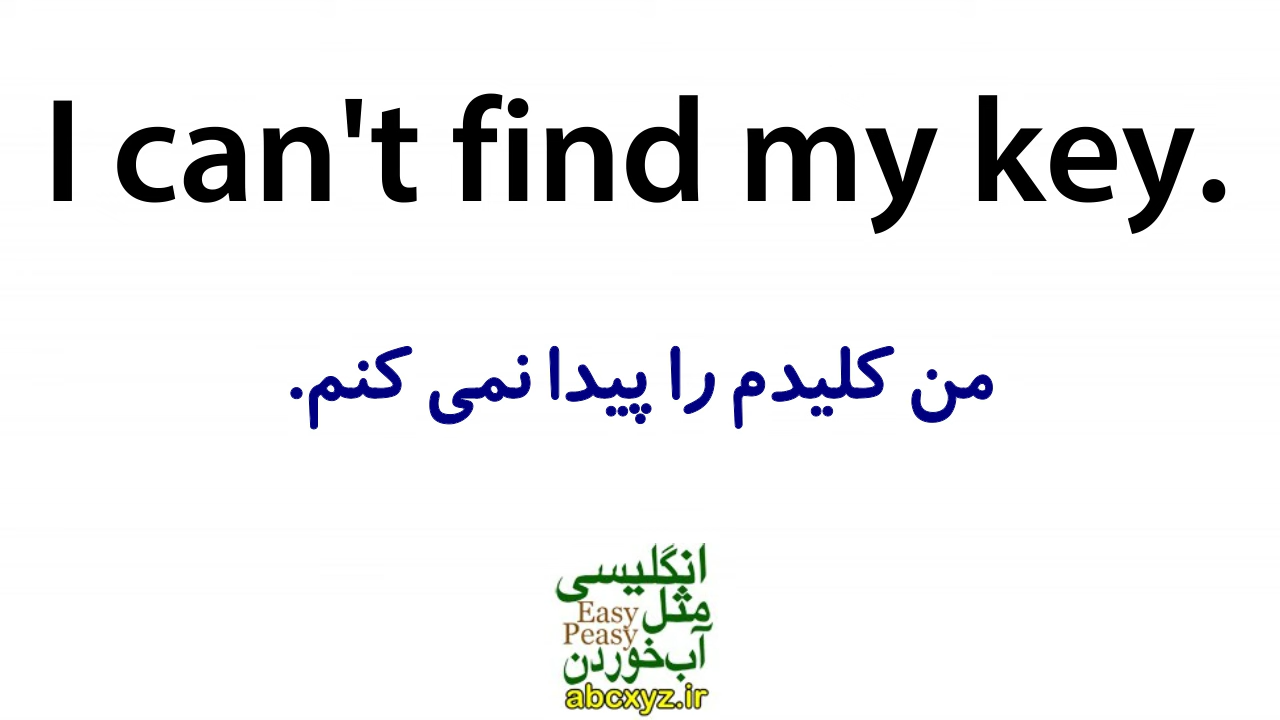 I can't find my key.
من کلیدم را پیدا نمی کنم.
انگلیسی
مثل Easy
Peasy
آب خوردن
abcxyz.ir